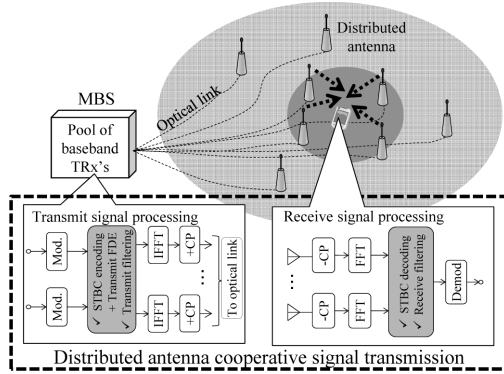 Distributed
antenna
MBS
Optical link
Pool of
baseband
TRx's
Transmit signal processing
Mod.
Mod.
✓ STBC encoding
+ Transmit FDE
✓ Transmit filtering
IFFT
IFFT
+CP
+CP
To optical link
Receive signal processing
-CP
-CP
FFT
FFT
✓ STBC decoding
✓ Receive filtering
Demod
Distributed antenna cooperative signal transmission